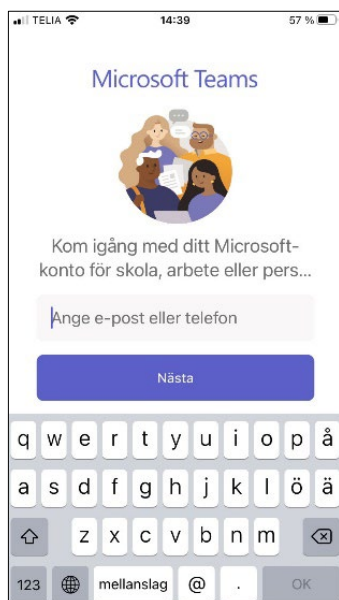 TELIA 14:39 57 %
Microsoft Teams
Kom igång med ditt Microsoft-
konto för skola, arbete eller pers...
Ange e-post eller telefon
Nästa
q w e r t y u i o p å
a s d f g h j k l ö ä
z x c v b n m
123 mellanslag @ . OK